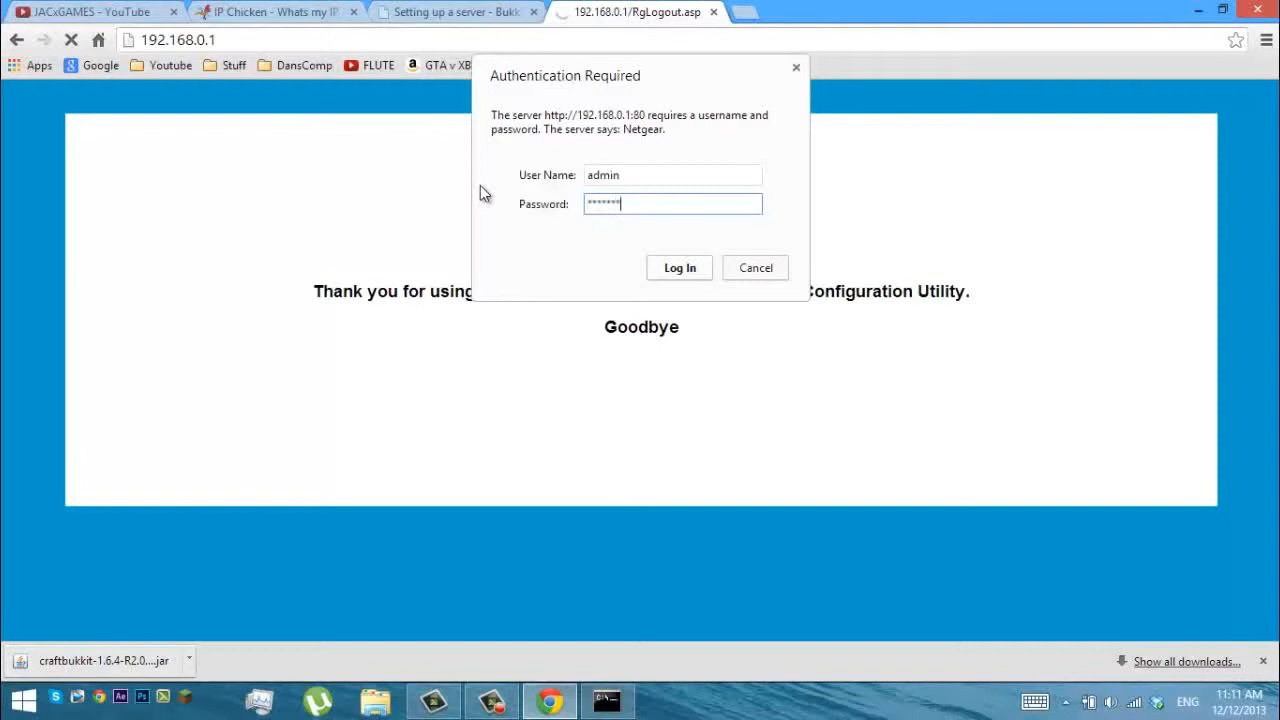 JACxGAMES - YouTube
IP Chicken - Whats my IP
Setting up a server - Bukk
192.168.0.1/RgLogout.asp
192.168.0.1
Apps
Google
Youtube
Stuff
DansComp
FLUTE
GTA v XB
Authentication Required
The server http://192.168.0.1:80 requires a username and
password. The server says: Netgear.
User Name: admin
Password: *******
Log In
Cancel
Thank you for using
Configuration Utility.
Goodbye
craftbukkit-1.6.4-R2.0....jar
Show all downloads...
ENG
11:11 AM
12/12/2013